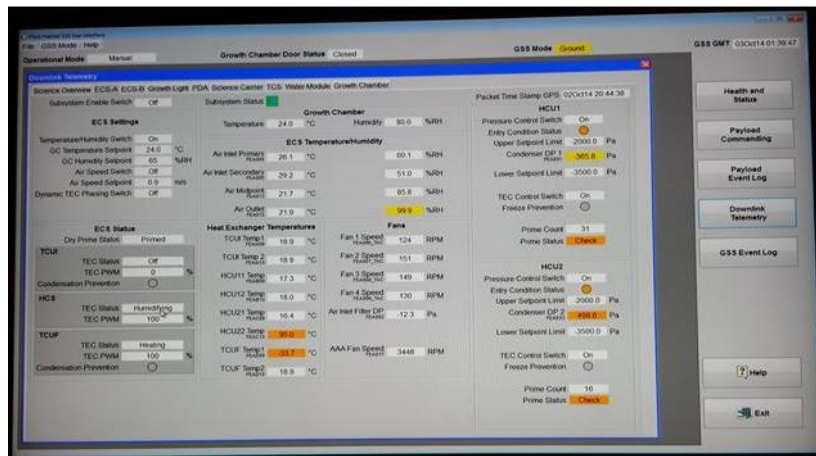 File GSS Mode Help
Operational Mode Manual Growth Chamber Door Status Closed GSS Mode Ground GSS GMT 03Oct14 01:39:47
Downlink Telemetry
Science Overview ECS-A ECS-B Growth Light PDA Science Carrier TCS Water Module Growth Chamber
Subsystem Enable Switch Off Subsystem Status Packet Time Stamp GPS 02Oct14 20:44:38
ECS Settings
Temperature/Humidity Switch On
GC Temperature Setpoint 24.0 °C
GC Humidity Setpoint 65 %RH
Air Speed Switch Off
Air Speed Setpoint 0.9 m/s
Dynamic TEC Phasing Switch Off
Growth Chamber
Temperature 24.0 °C Humidity 80.0 %RH
ECS Temperature/Humidity
Air Inlet Primary 26.1 °C 60.1 %RH
Air Inlet Secondary 29.2 °C 51.0 %RH
Air Midpoint 21.7 °C 85.8 %RH
Air Outlet 21.9 °C 99.9 %RH
HCU1
Pressure Control Switch On
Entry Condition Status
Upper Setpoint Limit -2000.0 Pa
Condenser DP 1 -365.8 Pa
Lower Setpoint Limit -3500.0 Pa
TEC Control Switch On
Freeze Prevention
Prime Count 31
Prime Status Check
ECS Status
Dry Prime Status Primed
TCUI
TEC Status Off
TEC PWM 0 %
Condensation Prevention
HCS
TEC Status Humidifying
TEC PWM 100 %
TCUF
TEC Status Heating
TEC PWM 100 %
Condensation Prevention
Heat Exchanger Temperatures
TCUI Temp1 18.9 °C
TCUI Temp 2 18.9 °C
HCU11 Temp 17.3 °C
HCU12 Temp 18.0 °C
HCU21 Temp 16.4 °C
HCU22 Temp 95.0 °C
TCUF Temp1 -33.7 °C
TCUF Temp2 18.9 °C
Fans
Fan 1 Speed 124 RPM
Fan 2 Speed 151 RPM
Fan 3 Speed 149 RPM
Fan 4 Speed 130 RPM
Air Inlet Filter DP -12.3 Pa
AAA Fan Speed 3448 RPM
HCU2
Pressure Control Switch On
Entry Condition Status
Upper Setpoint Limit -2000.0 Pa
Condenser DP 2 Pa
Lower Setpoint Limit -3500.0 Pa
TEC Control Switch On
Freeze Prevention
Prime Count 16
Prime Status Check
Health and
Status
Payload
Commanding
Payload
Event Log
Downlink
Telemetry
GSS Event Log
Help
Exit